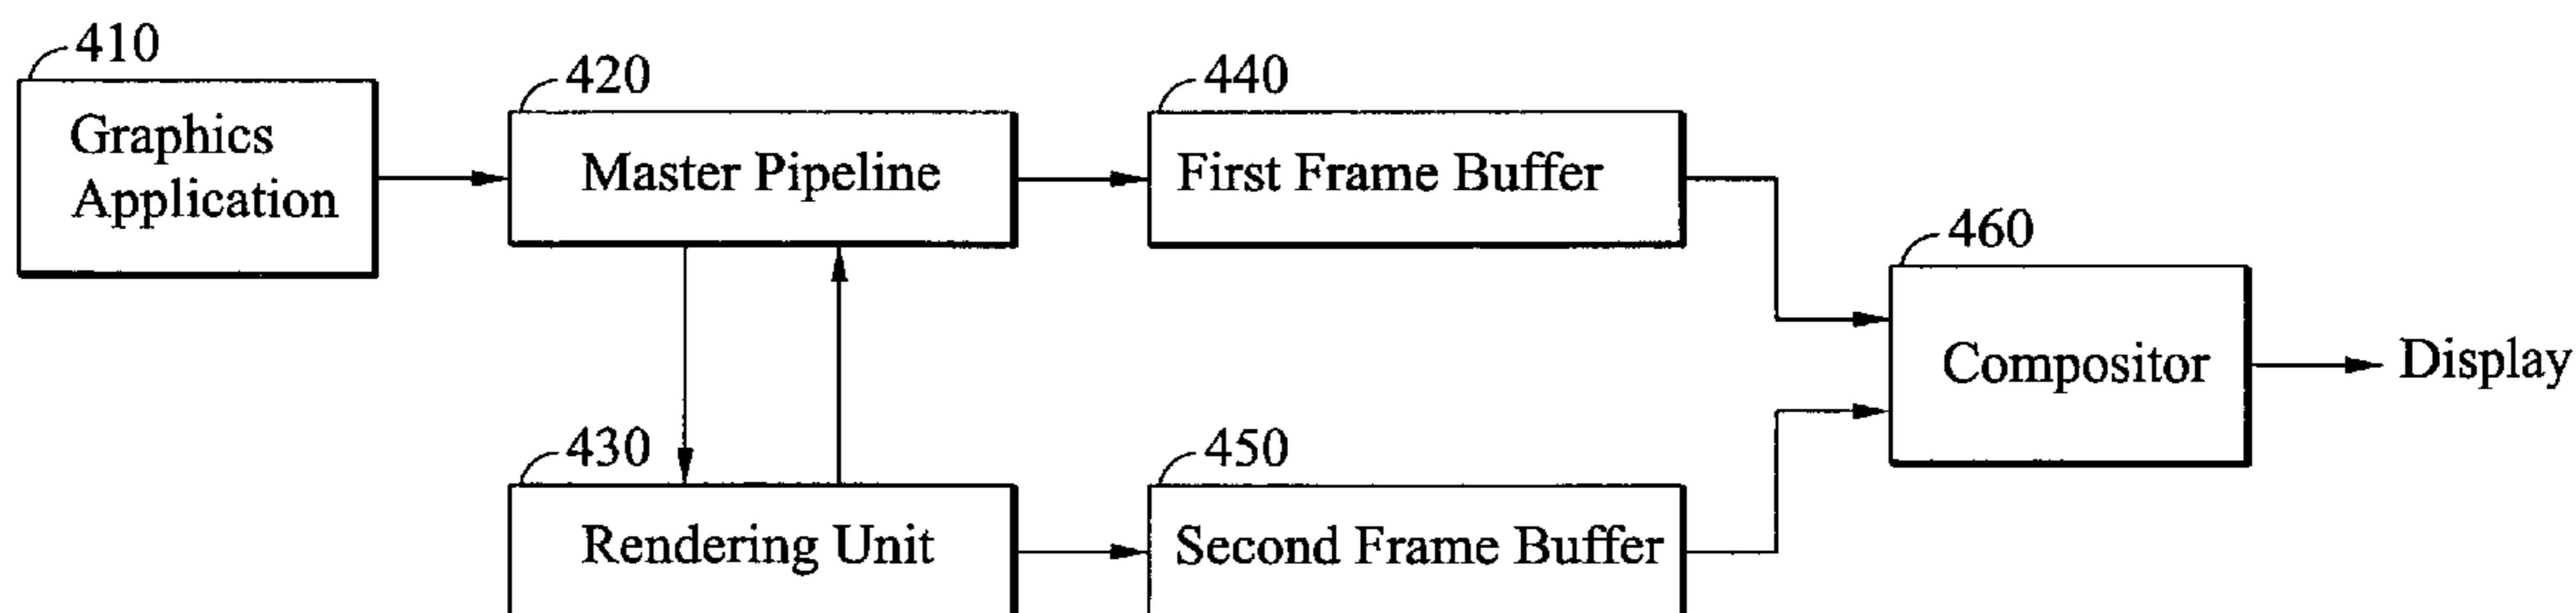 410
Graphics
Application
420
Master Pipeline
440
First Frame Buffer
460
Compositor
Display
430
Rendering Unit
450
Second Frame Buffer